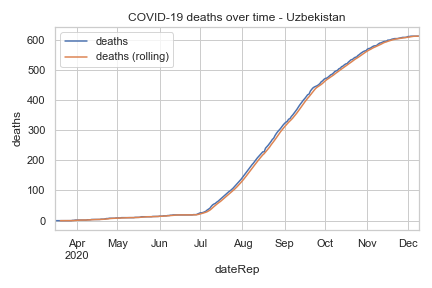 COVID-19 deaths over time - Uzbekistan
deaths
deaths (rolling)
600
500
400
300
200
100
0
deaths
Apr May Jun Jul Aug Sep Oct Nov Dec
2020
dateRep